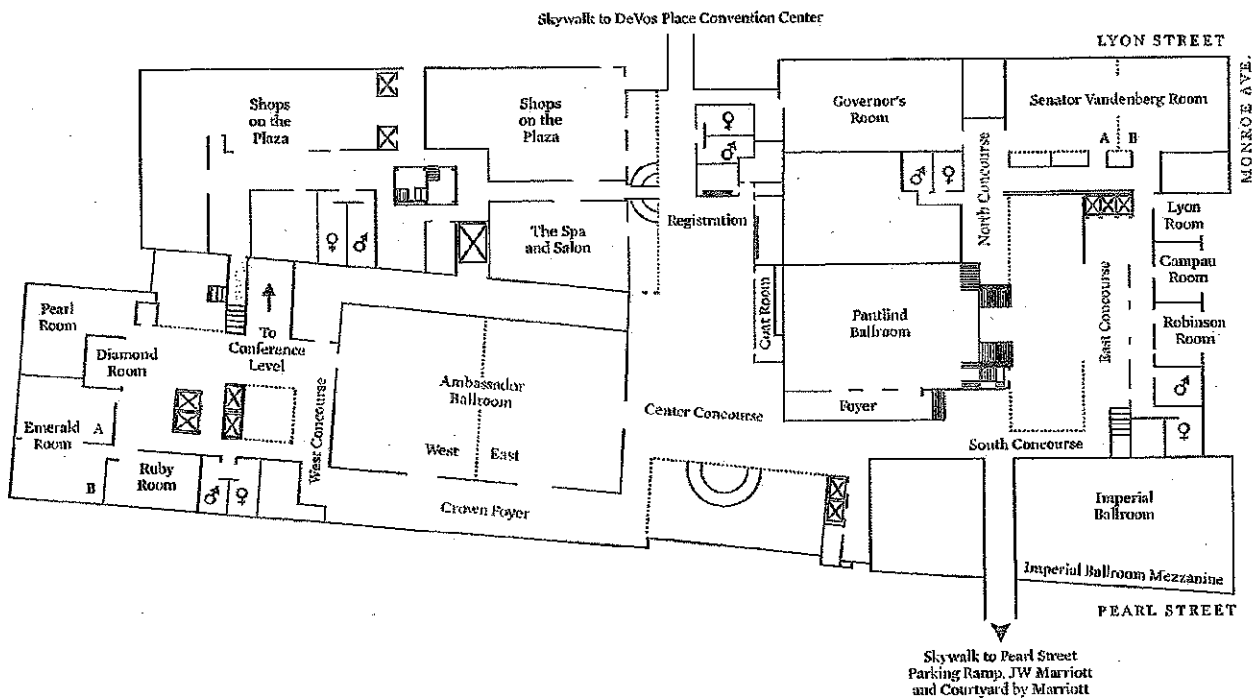 Skywalk to DeVos Place Convention Center
LYON STREET
MONROE AVE.
Shops
on the
Plaza
Shops
on the
Plaza
Governor's
Room
Senator Vandenberg Room
A
B
North Concourse
Registration
The Spa
and Salon
Lyon
Room
Campau
Room
Robinson
Room
East Concourse
Pearl
Room
Diamond
Room
To
Conference
Level
Coat Room
Pantlind
Ballroom
Foyer
Ambassador
Ballroom
West
East
Center Concourse
South Concourse
Emerald
Room
A
B
Ruby
Room
West Concourse
Crown Foyer
Imperial
Ballroom
Imperial Ballroom Mezzanine
PEARL STREET
Skywalk to Pearl Street
Parking Ramp, JW Marriott
and Courtyard by Marriott